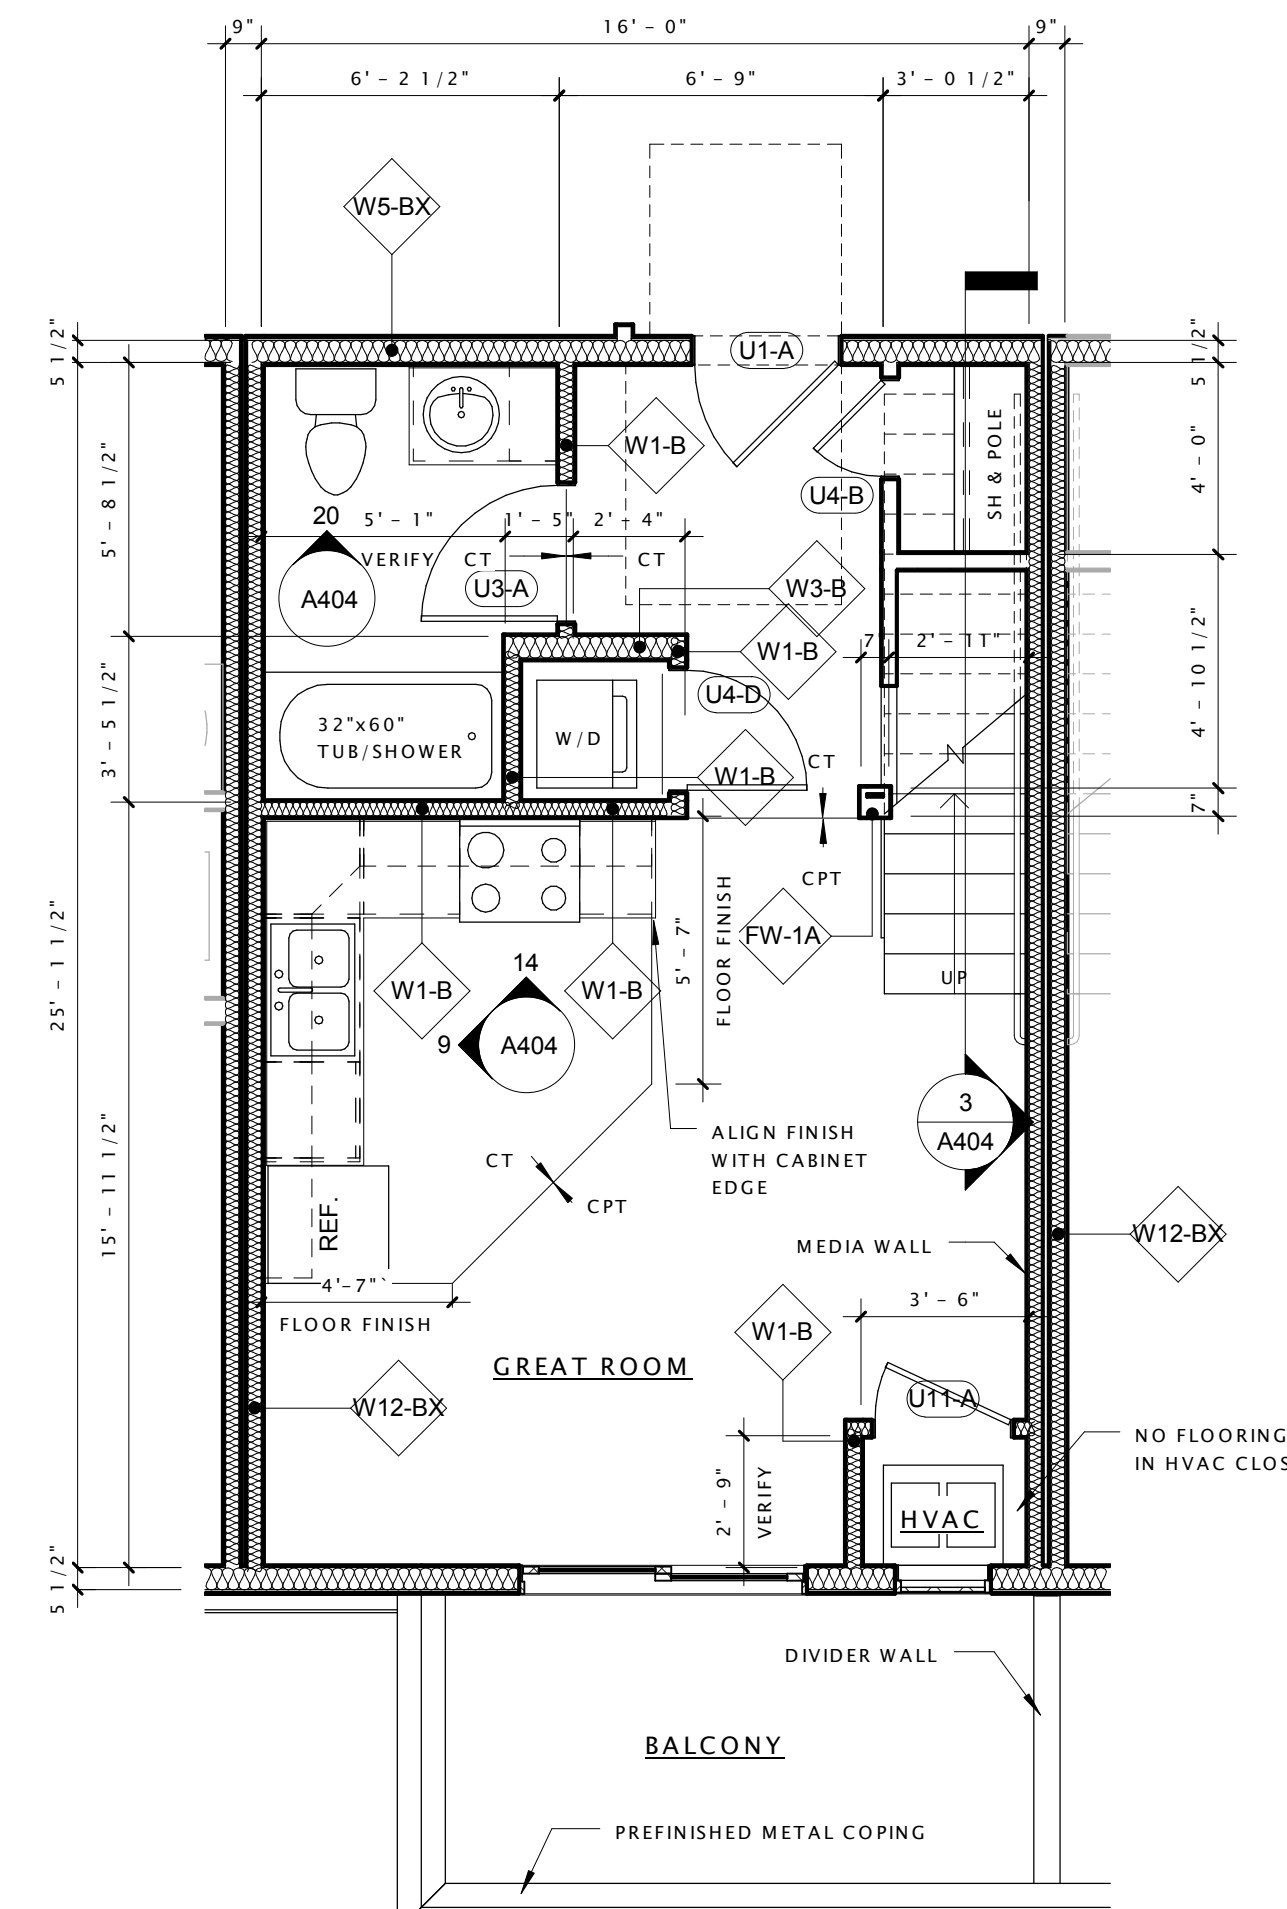 9"
16' – 0"
9"
6' – 2 1/2"
6' – 9"
3' – 0 1/2"
W5-BX
5 1/2"
5 1/2"
U1-A
W1-B
U4-B
SH & POLE
4' – 0"
5' – 8 1/2"
20
5' – 1"
1' – 5"
2' – 4"
VERIFY
CT
CT
A404
U3-A
W3-B
W1-B
7"
2' – 11"
4' – 10 1/2"
3' – 5 1/2"
U4-D
32"x60"
TUB/SHOWER
W/D
W1-B
CT
7"
CPT
25' – 1 1/2"
5' – 7"
FLOOR FINISH
FW-1A
UP
W1-B
14
W1-B
9
A404
3
A404
ALIGN FINISH
WITH CABINET
EDGE
15' – 11 1/2"
CT
CPT
REF.
MEDIA WALL
W12-BX
4'–7"`
FLOOR FINISH
3' – 6"
W1-B
GREAT ROOM
W12-BX
U11-A
NO FLOORING
IN HVAC CLOS
2' – 9"
VERIFY
HVAC
5 1/2"
DIVIDER WALL
BALCONY
PREFINISHED METAL COPING